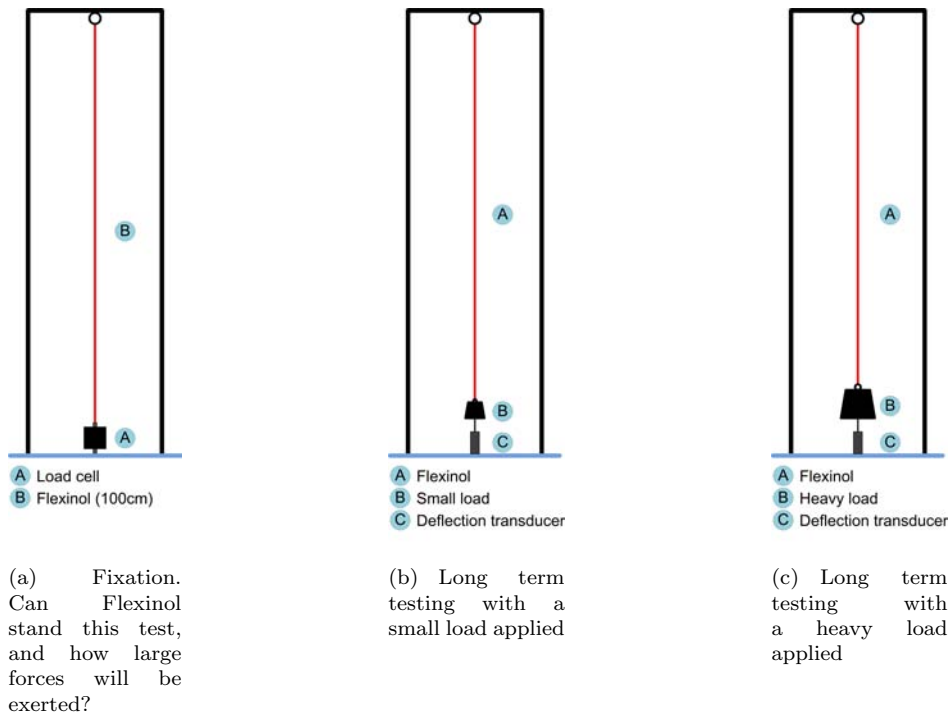 B
A
A Load cell
B Flexinol (100cm)
(a) Fixation.
Can Flexinol
stand this test,
and how large
forces will be
exerted?
A
B
C
A Flexinol
B Small load
C Deflection transducer
(b) Long term
testing with a
small load applied
A
B
C
A Flexinol
B Heavy load
C Deflection transducer
(c) Long term
testing with
a heavy load
applied